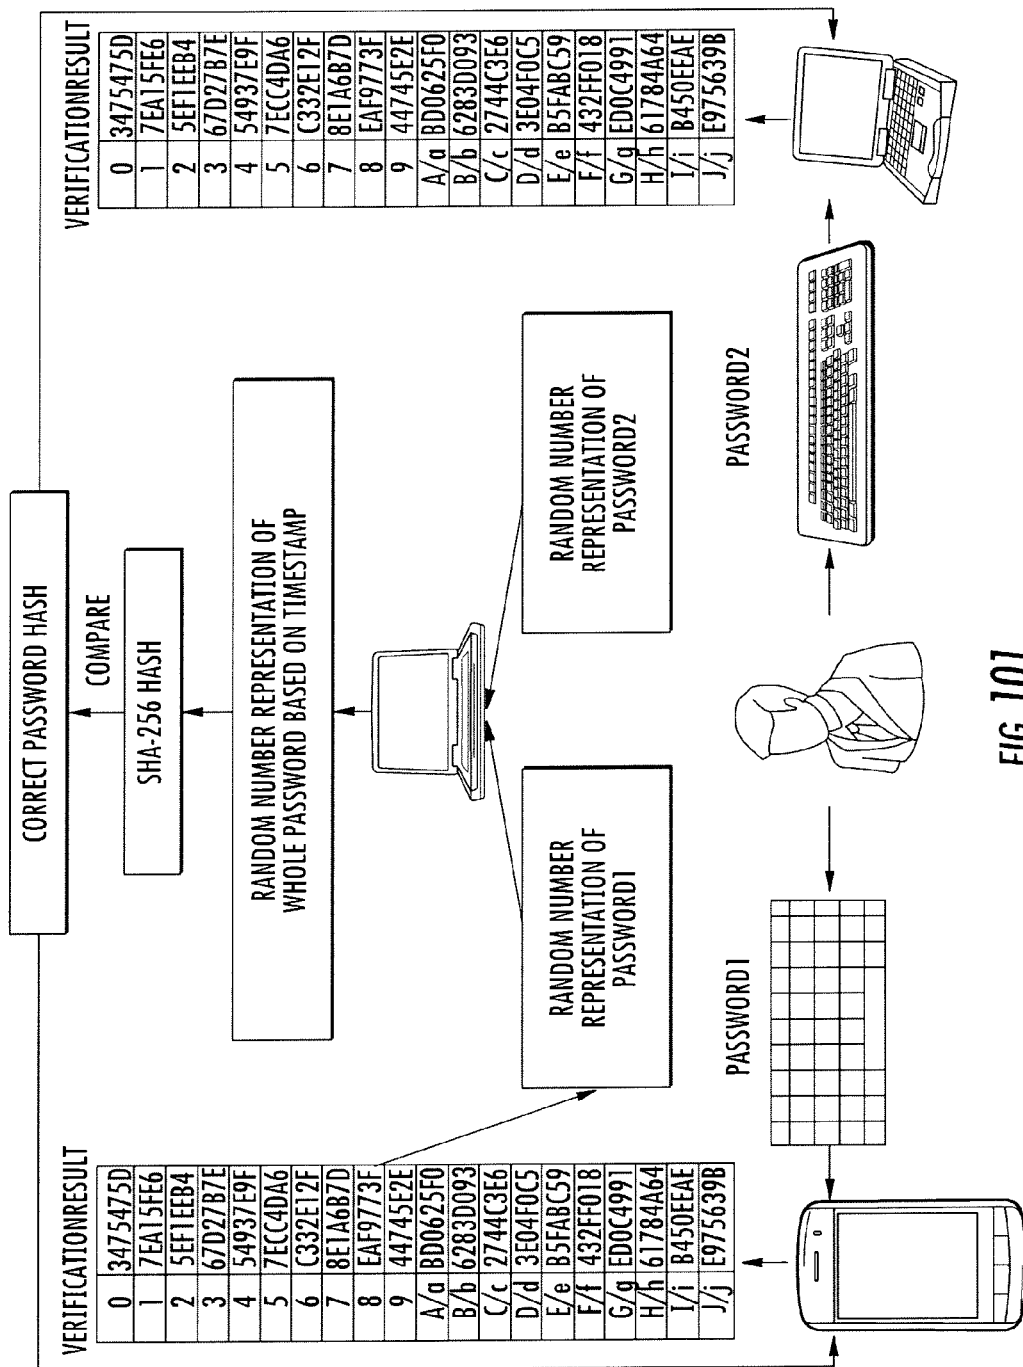 CORRECT PASSWORD HASH
COMPARE
SHA-256 HASH
RANDOM NUMBER REPRESENTATION OF
WHOLE PASSWORD BASED ON TIMESTAMP
VERIFICATIONRESULT
0 3475475D
1 7EA15FE6
2 5EF1EEB4
3 67D27B7E
4 54937E9F
5 7ECC4DA6
6 C332E12F
7 8E1A6B7D
8 EAF9773F
9 44745E2E
A/a BD0625F0
B/b 6283D093
C/c 2744C3E6
D/d 3E04F0C5
E/e B5FABC59
F/f 432FF018
G/g ED0C4991
H/h 61784A64
I/i B450EEAE
J/j E975639B
VERIFICATIONRESULT
0 3475475D
1 7EA15FE6
2 5EF1EEB4
3 67D27B7E
4 54937E9F
5 7ECC4DA6
6 C332E12F
7 8E1A6B7D
8 EAF9773F
9 44745E2E
A/a BD0625F0
B/b 6283D093
C/c 2744C3E6
D/d 3E04F0C5
E/e B5FABC59
F/f 432FF018
G/g ED0C4991
H/h 61784A64
I/i B450EEAE
J/j E975639B
RANDOM NUMBER
REPRESENTATION OF
PASSWORD1
RANDOM NUMBER
REPRESENTATION OF
PASSWORD2
PASSWORD1
PASSWORD2
FIG. 101